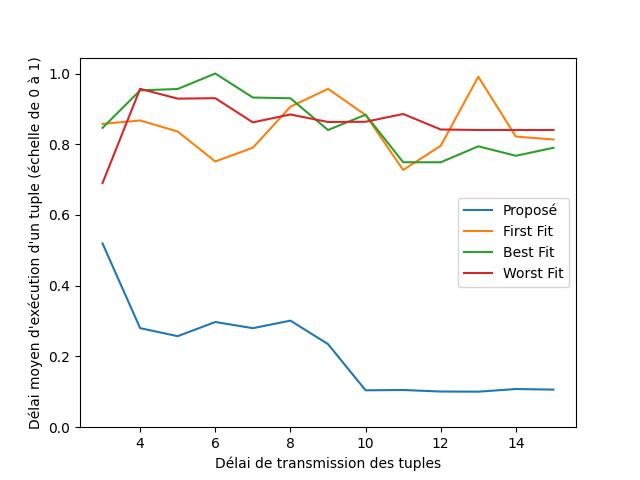 Délai moyen d'exécution d'un tuple (échelle de 0 à 1)
1.0
0.8
0.6
0.4
0.2
0.0
Proposé
First Fit
Best Fit
Worst Fit
4 6 8 10 12 14
Délai de transmission des tuples